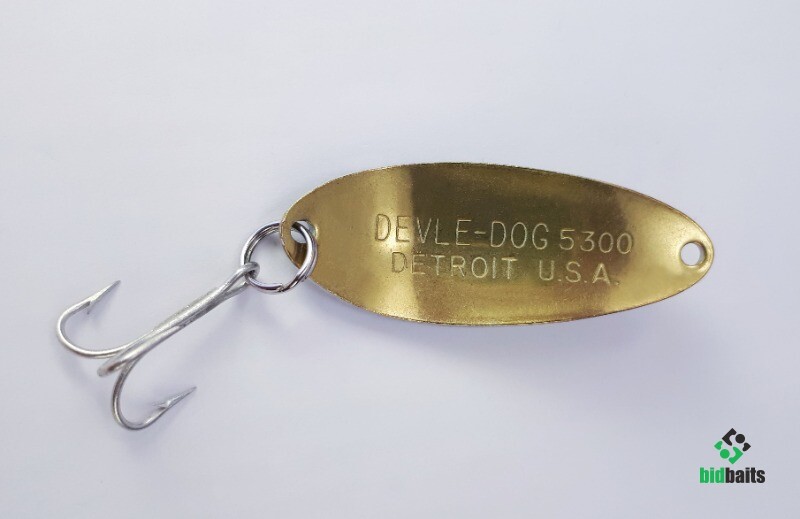 DEVLE-DOG 5300
DETROIT U.S.A.
bidbaits